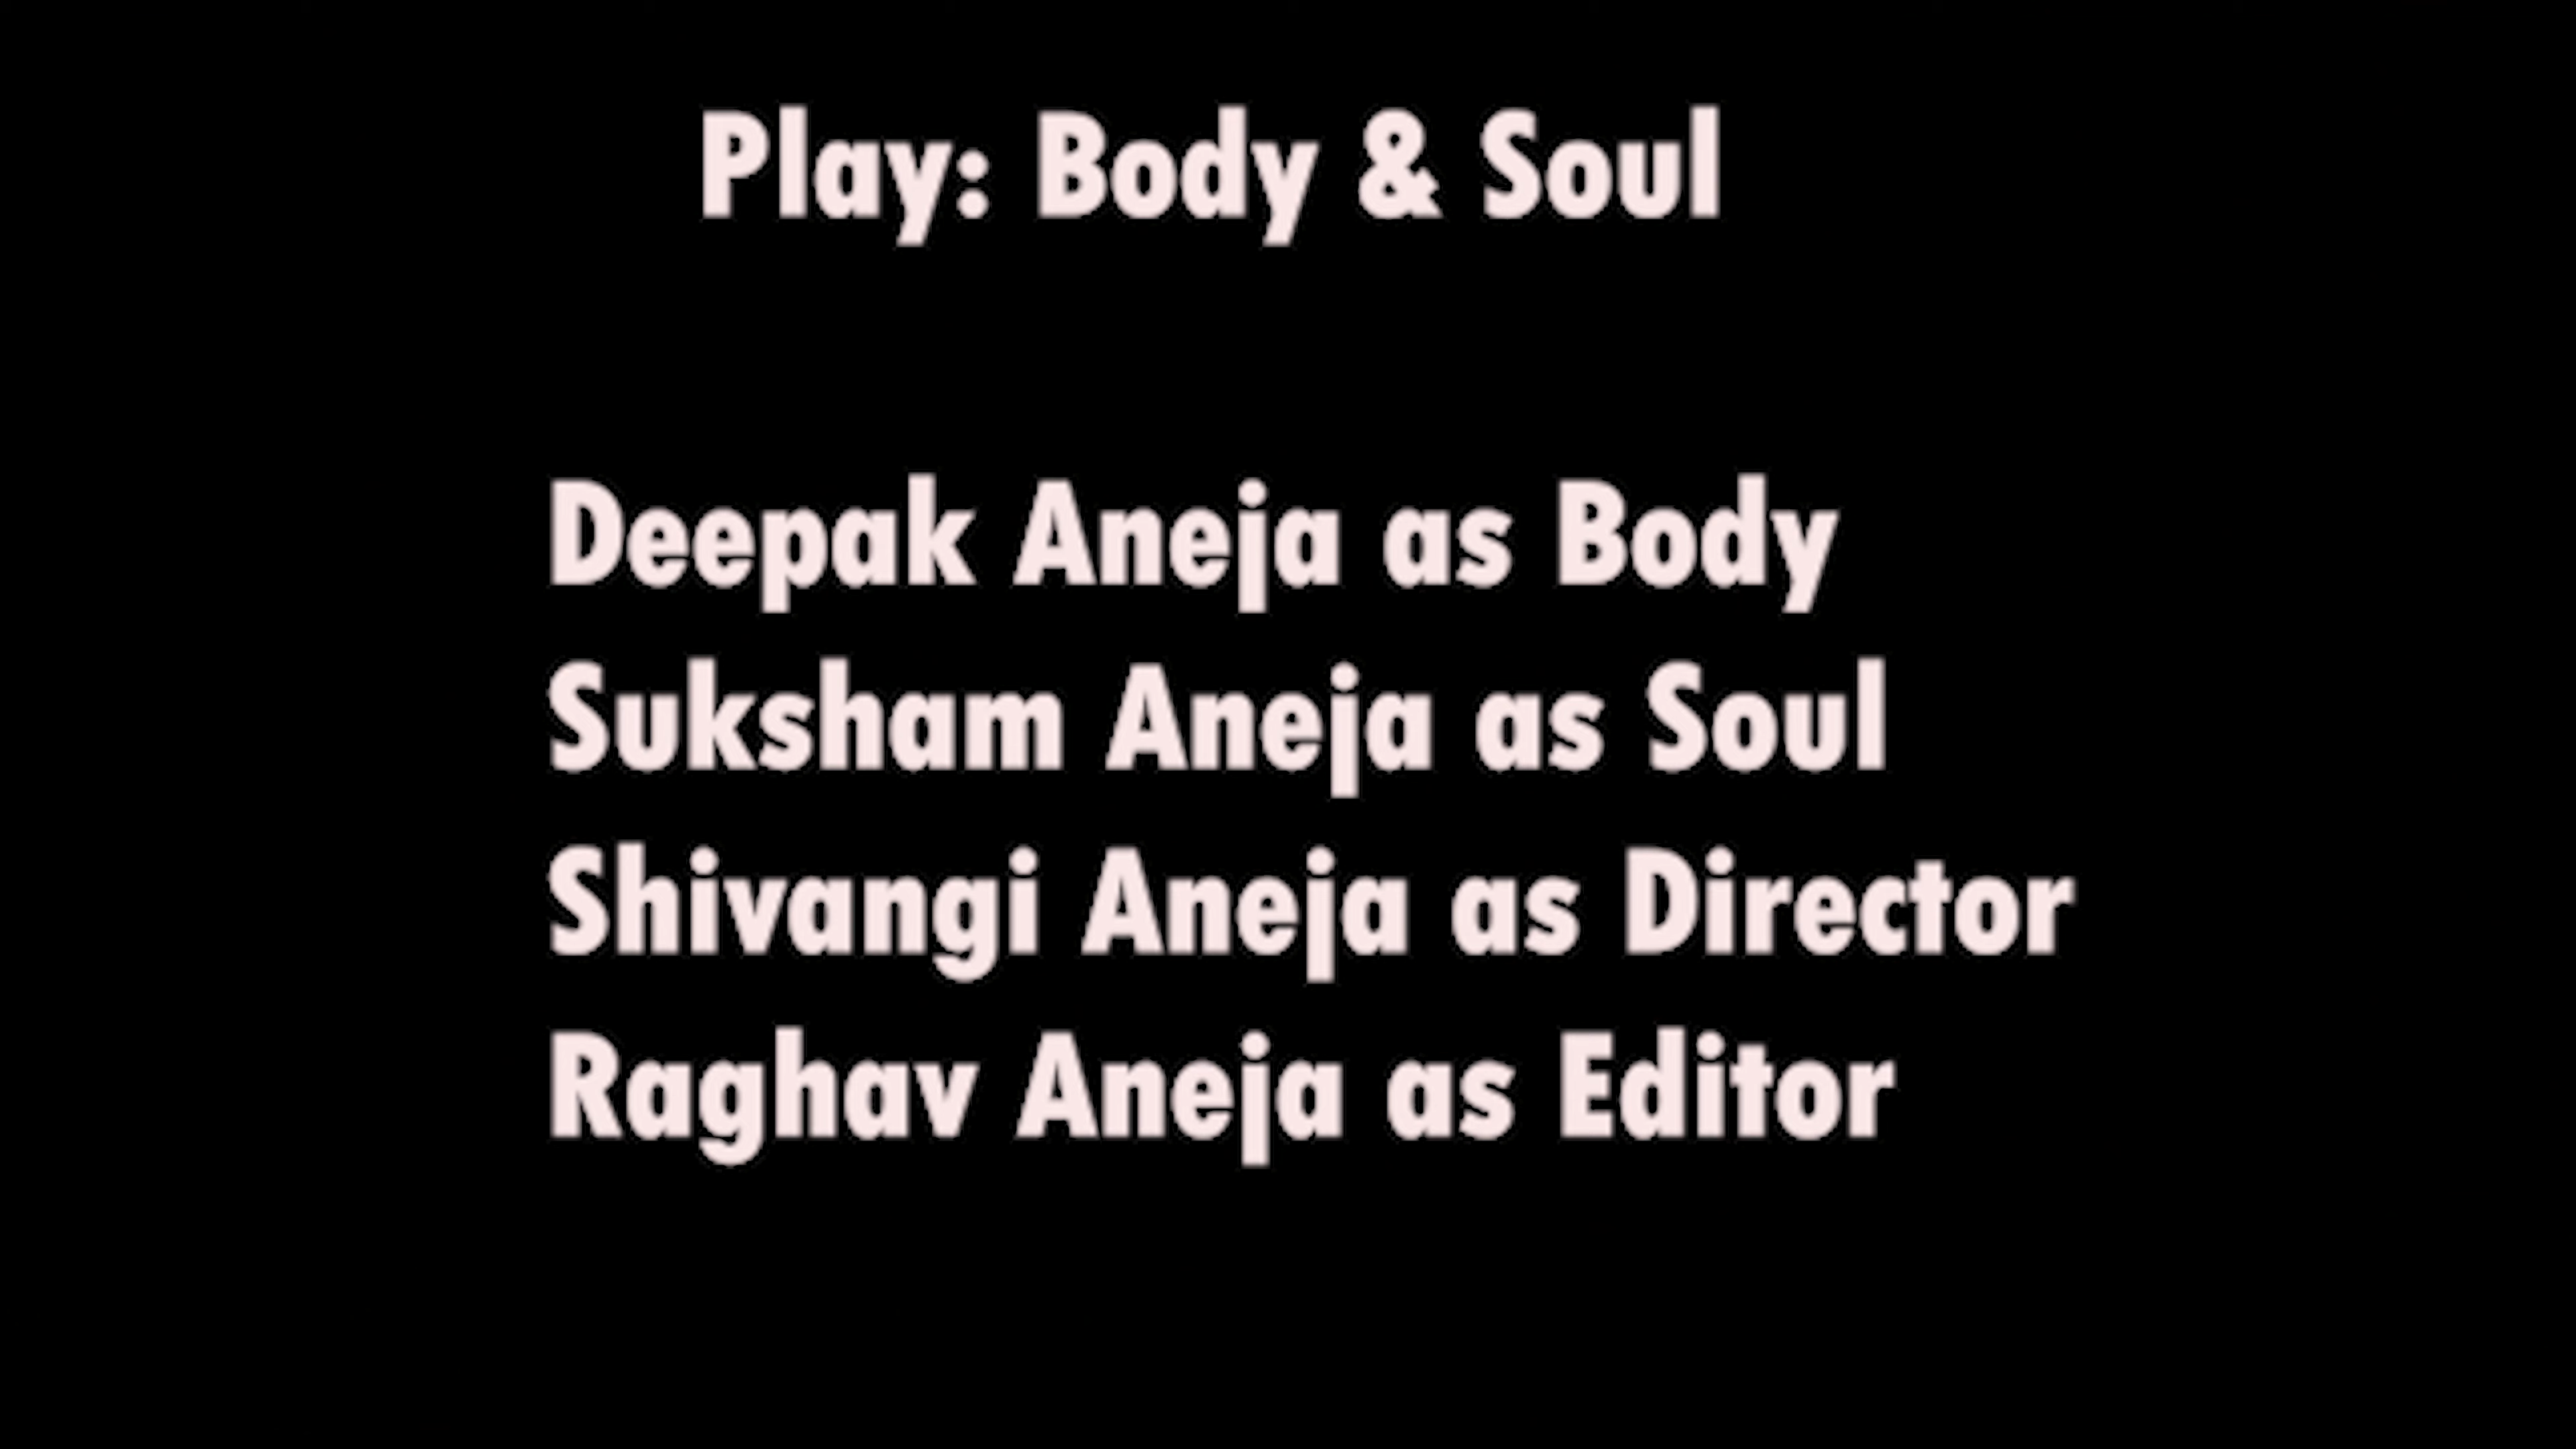 Play: Body & Soul
Deepak Aneja as Body
Suksham Aneja as Soul
Shivangi Aneja as Director
Raghav Aneja as Editor